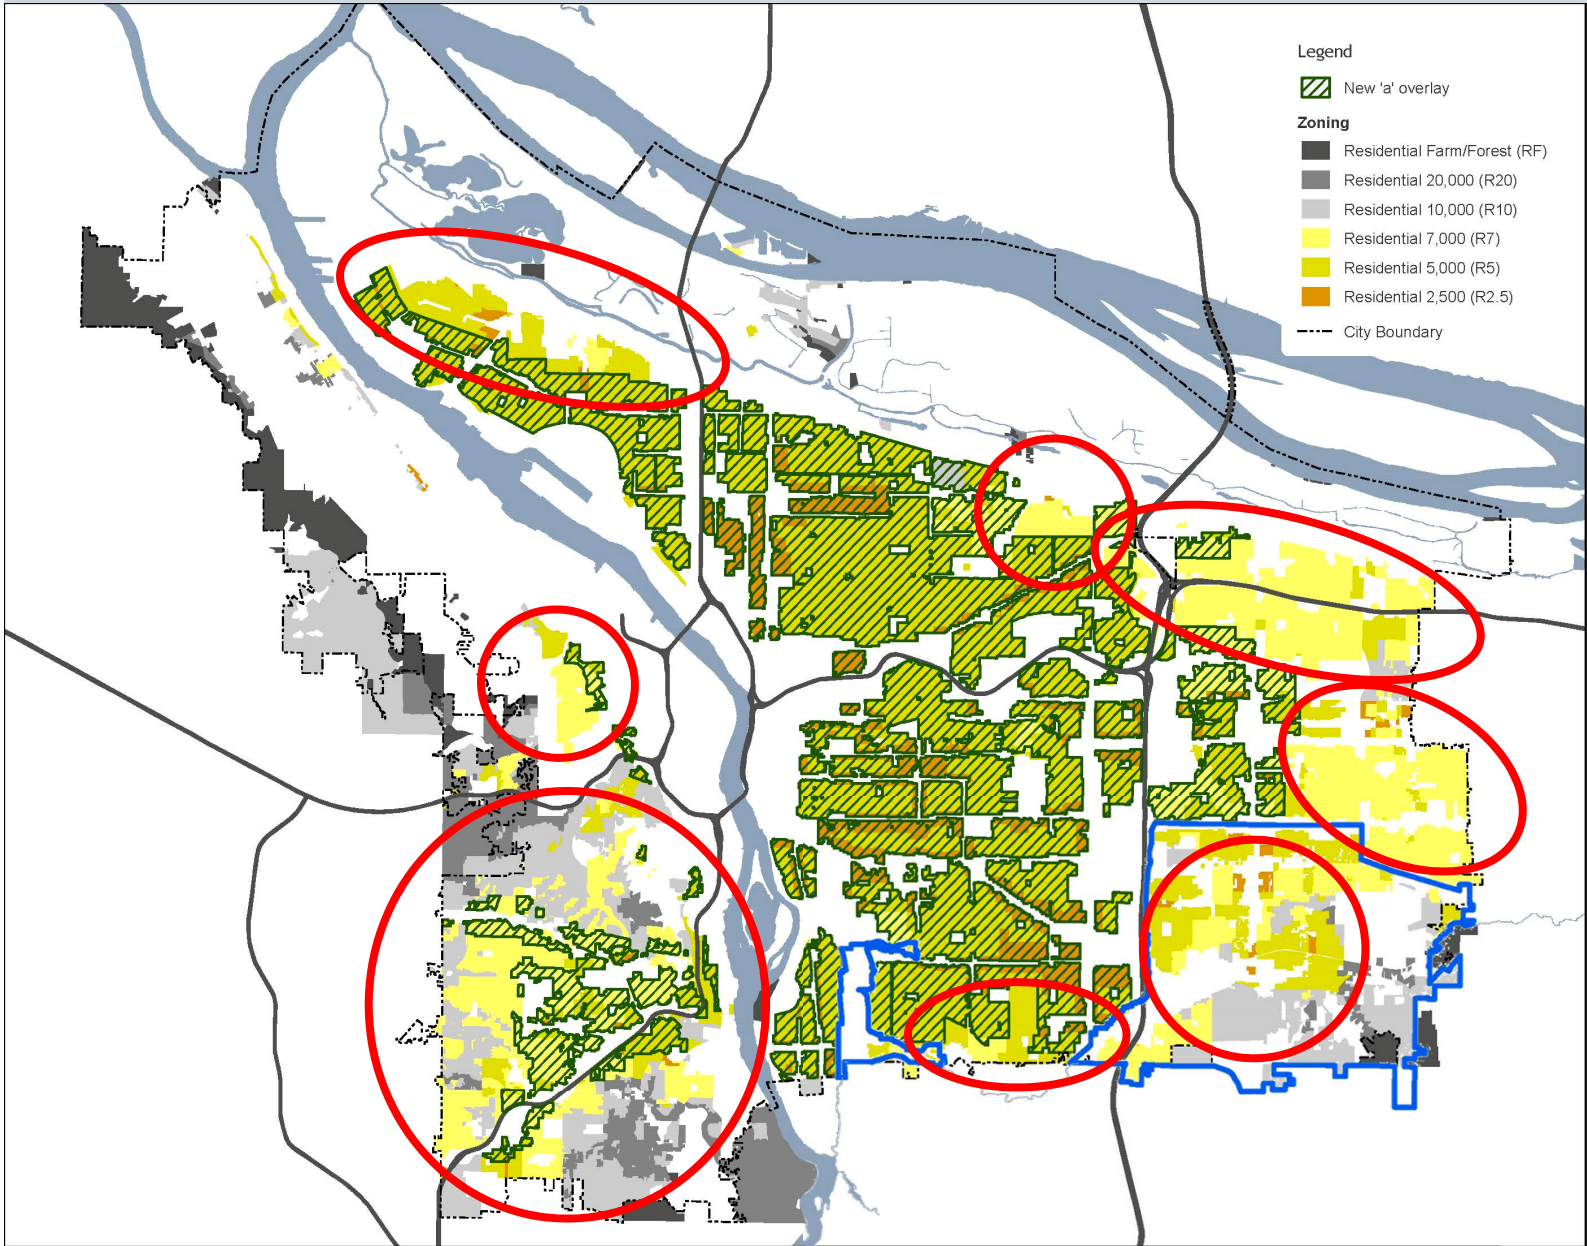 Legend
New 'a' overlay
Zoning
Residential Farm/Forest (RF)
Residential 20,000 (R20)
Residential 10,000 (R10)
Residential 7,000 (R7)
Residential 5,000 (R5)
Residential 2,500 (R2.5)
City Boundary